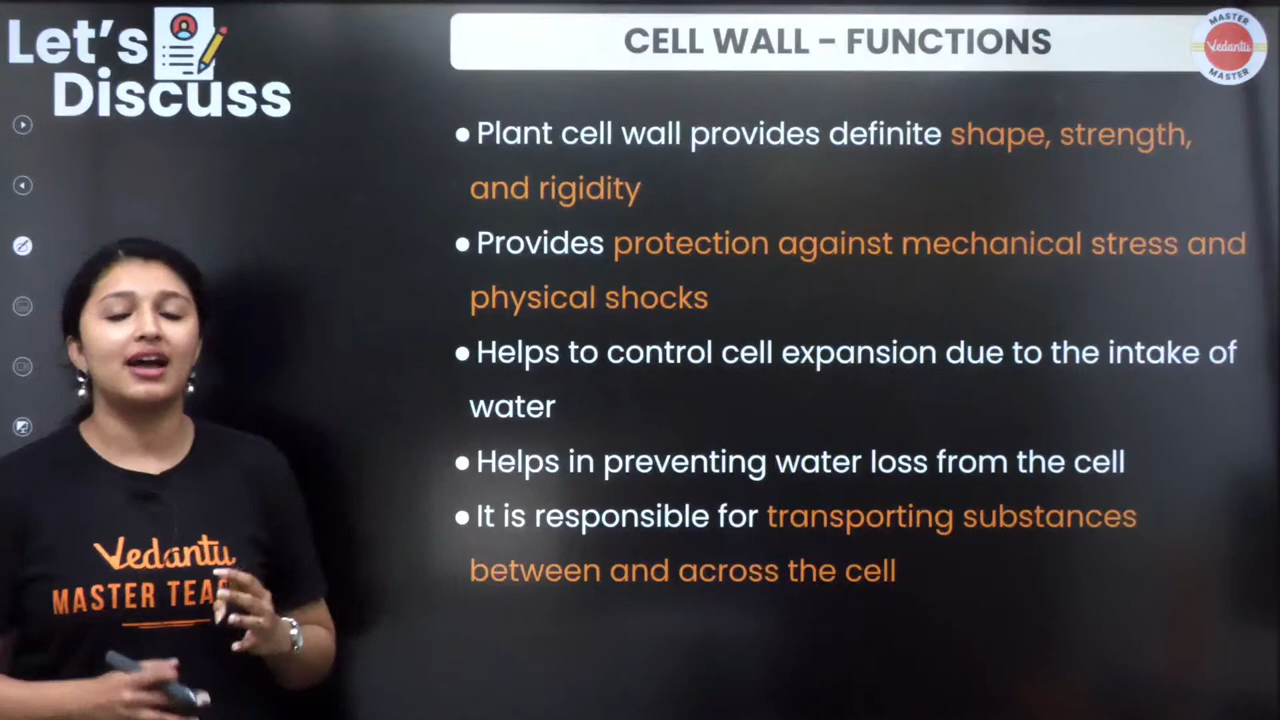 Let's
Discuss
CELL WALL - FUNCTIONS
MASTER
Vedantu
MASTER
● Plant cell wall provides definite shape, strength,
and rigidity
● Provides protection against mechanical stress and
physical shocks
● Helps to control cell expansion due to the intake of
water
● Helps in preventing water loss from the cell
● It is responsible for transporting substances
between and across the cell
Vedantu
MASTER